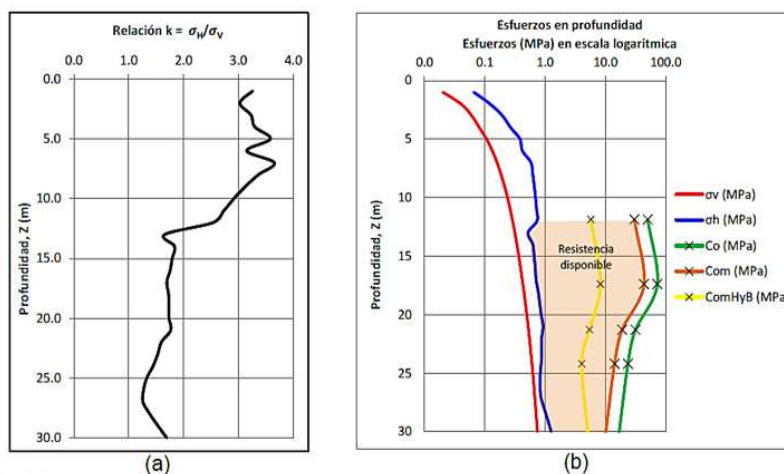 Relación k = σH/σV
0.0 1.0 2.0 3.0 4.0
0.0
5.0
10.0
15.0
20.0
25.0
30.0
Profundidad, Z (m)
(a)
Esfuerzos en profundidad
Esfuerzos (MPa) en escala logaritmica
0.0 0.1 1.0 10.0 100.0
0
5
10
15
20
25
30
Profundidad, Z (m)
Resistencia
disponible
σv (MPa)
σh (MPa)
Co (MPa)
Com (MPa)
ComHyB (MPa
(b)